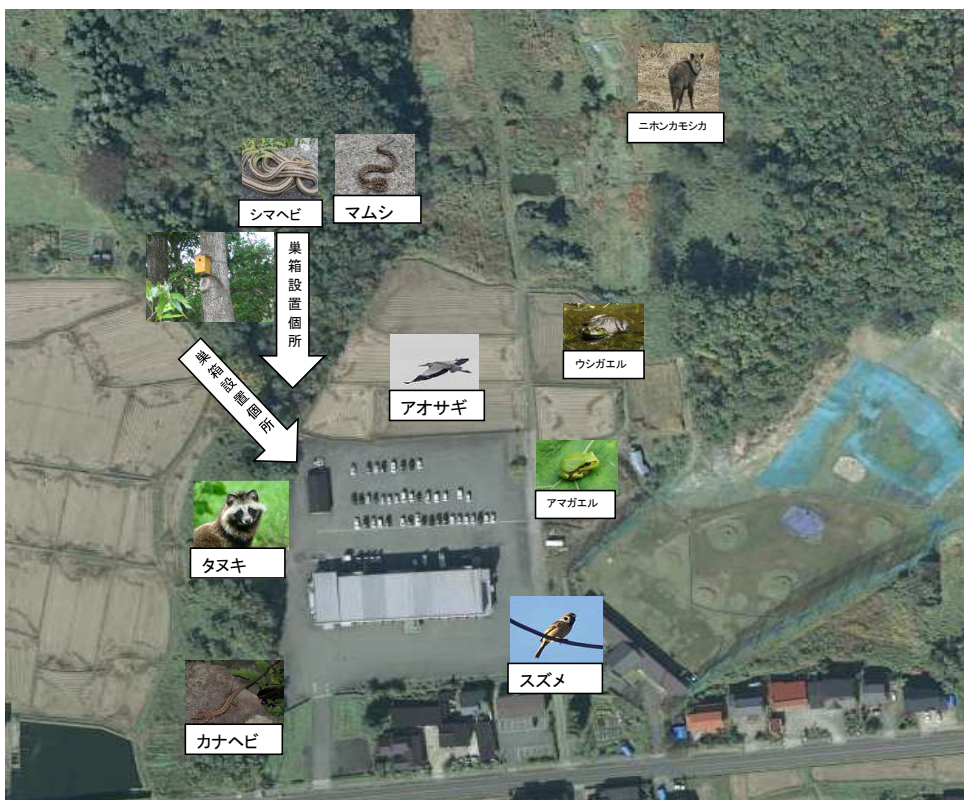 ニホンカモシカ
シマヘビ
マムシ
巣箱設置個所
巣箱設置個所
ウシガエル
アオサギ
アマガエル
タヌキ
スズメ
カナヘビ